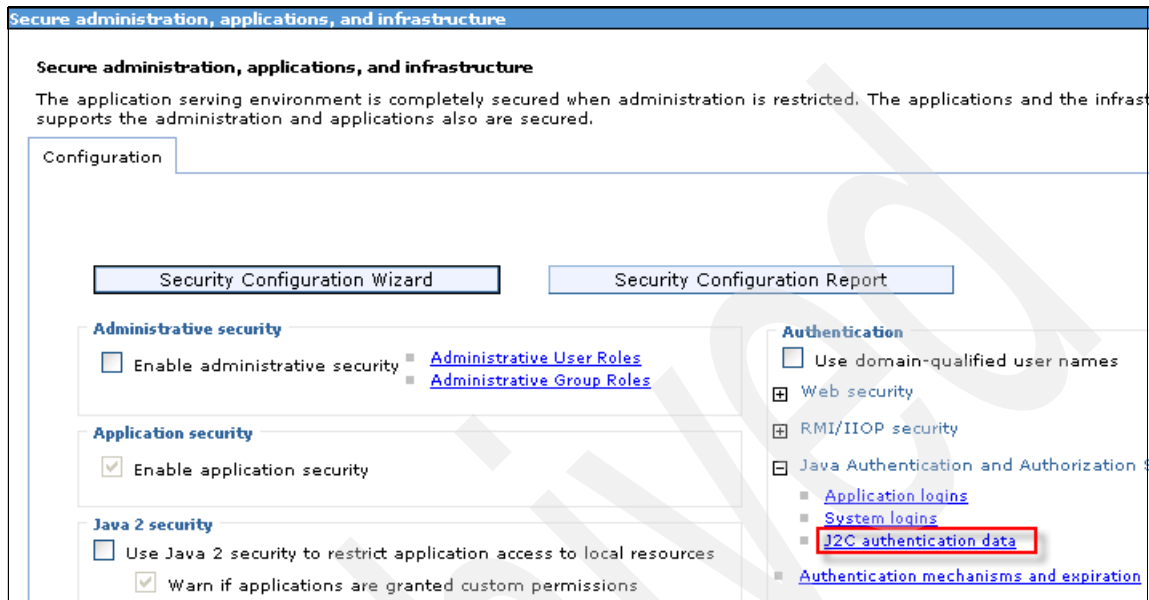 Secure administration, applications, and infrastructure
Secure administration, applications, and infrastructure
The application serving environment is completely secured when administration is restricted. The applications and the infrast
supports the administration and applications also are secured.
Configuration
Security Configuration Wizard
Security Configuration Report
Administrative security
Enable administrative security
Administrative User Roles
Administrative Group Roles
Application security
Enable application security
Java 2 security
Use Java 2 security to restrict application access to local resources
Warn if applications are granted custom permissions
Authentication
Use domain-qualified user names
Web security
RMI/IIOP security
Java Authentication and Authorization S
Application logins
System logins
J2C authentication data
Authentication mechanisms and expiration